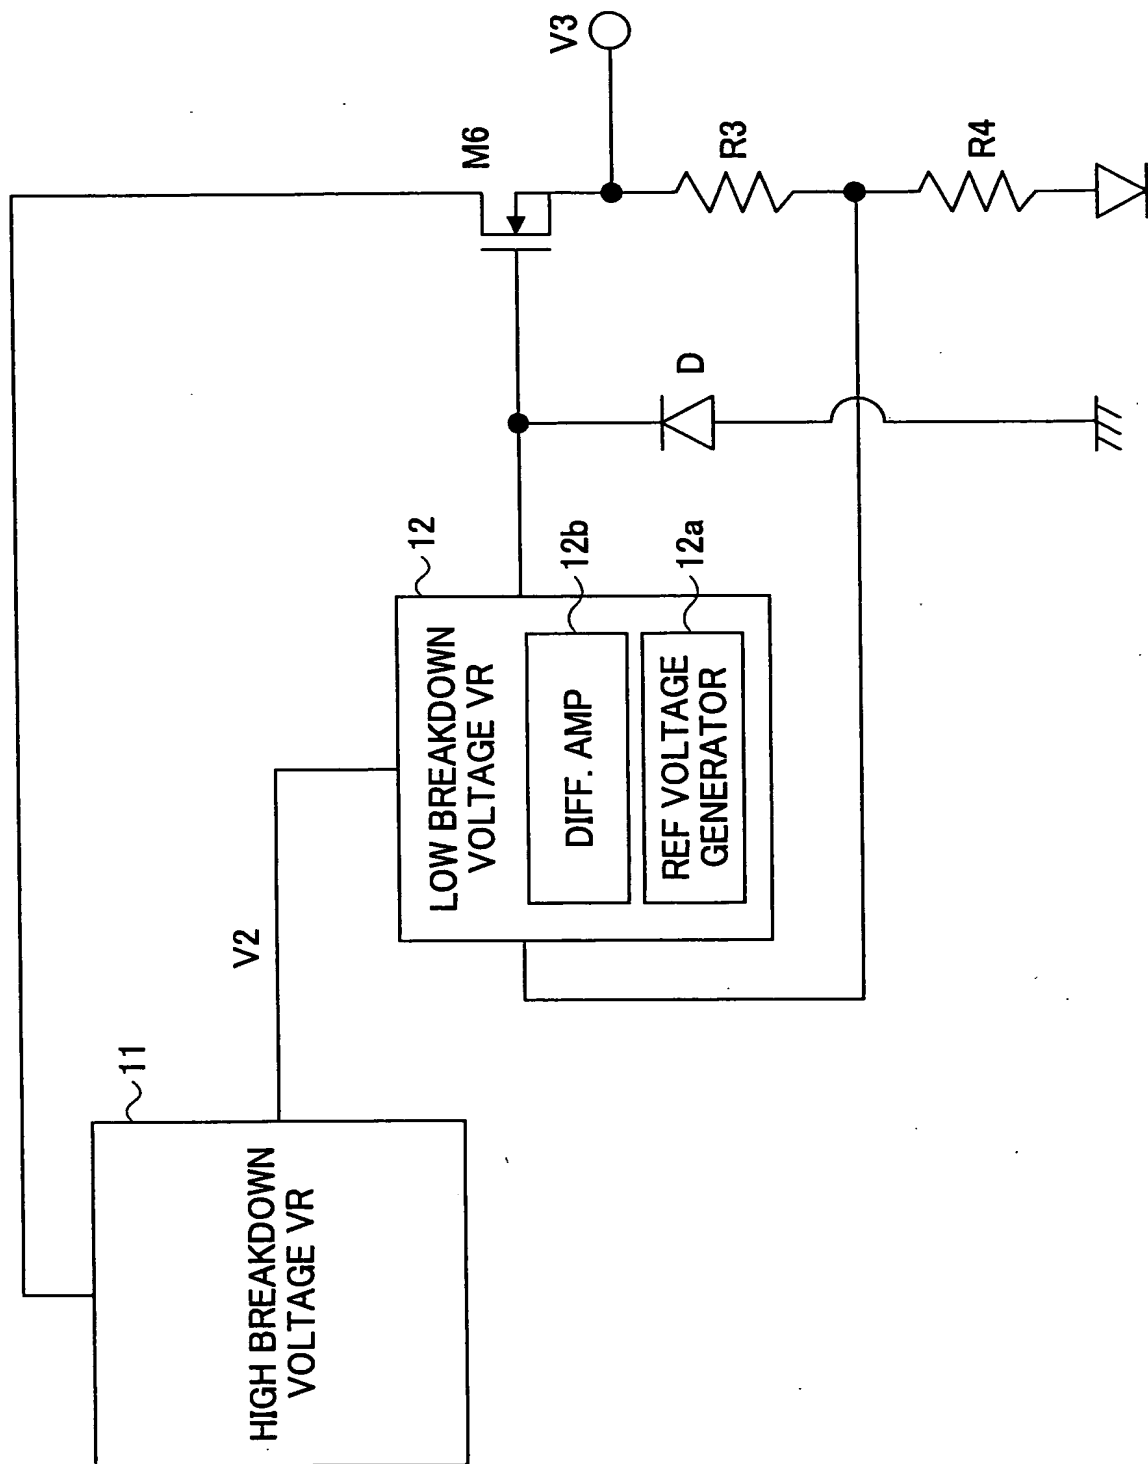 HIGH BREAKDOWN
VOLTAGE VR
11
V2
LOW BREAKDOWN
VOLTAGE VR
12
DIFF. AMP
12b
REF VOLTAGE
GENERATOR
12a
D
M6
V3
R3
R4